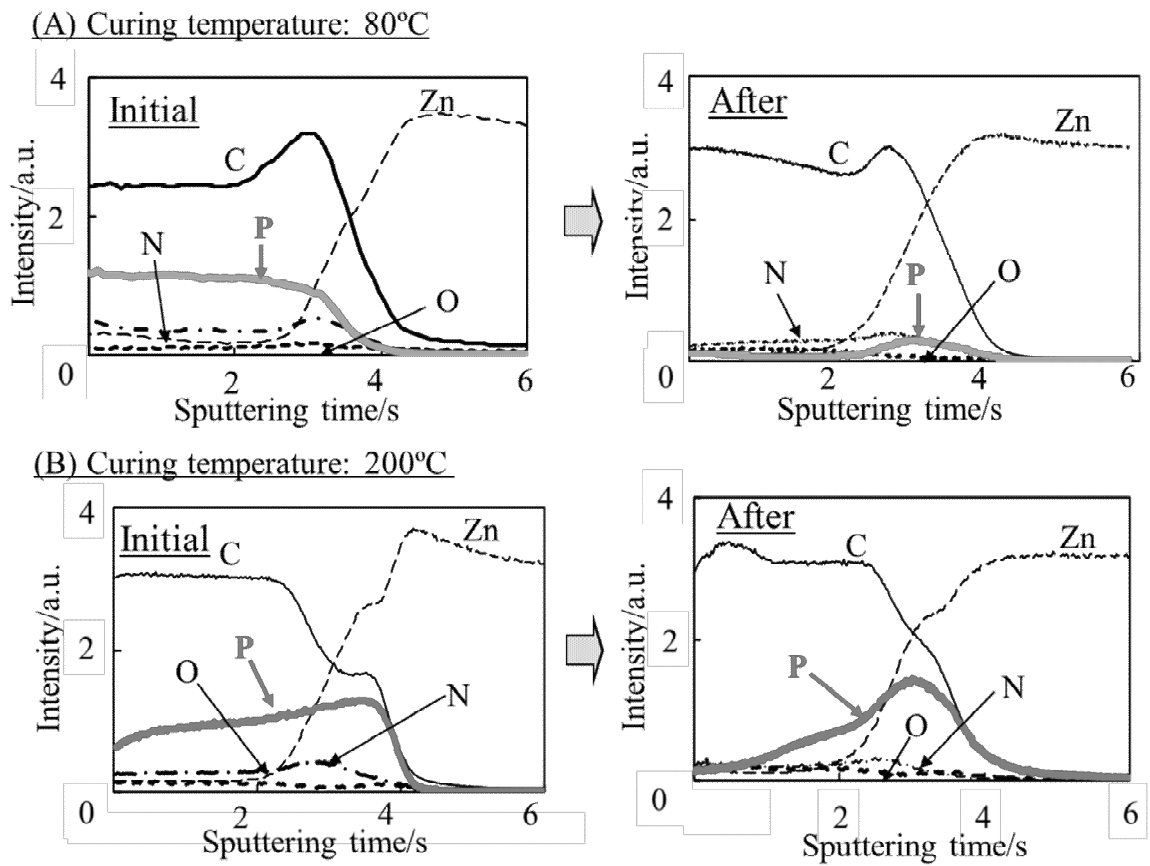 (A) Curing temperature: 80ºC
4
Initial
Zn
C
2
P
N
O
0
2
4
6
Intensity/a.u.
Sputtering time/s
4
After
Zn
C
2
N
P
O
0
2
4
6
Intensity/a.u.
Sputtering time/s
(B) Curing temperature: 200ºC
4
Initial
C
Zn
2
P
O
N
0
2
4
6
Intensity/a.u.
Sputtering time/s
4
After
C
Zn
2
P
N
O
0
2
4
6
Intensity/a.u.
Sputtering time/s